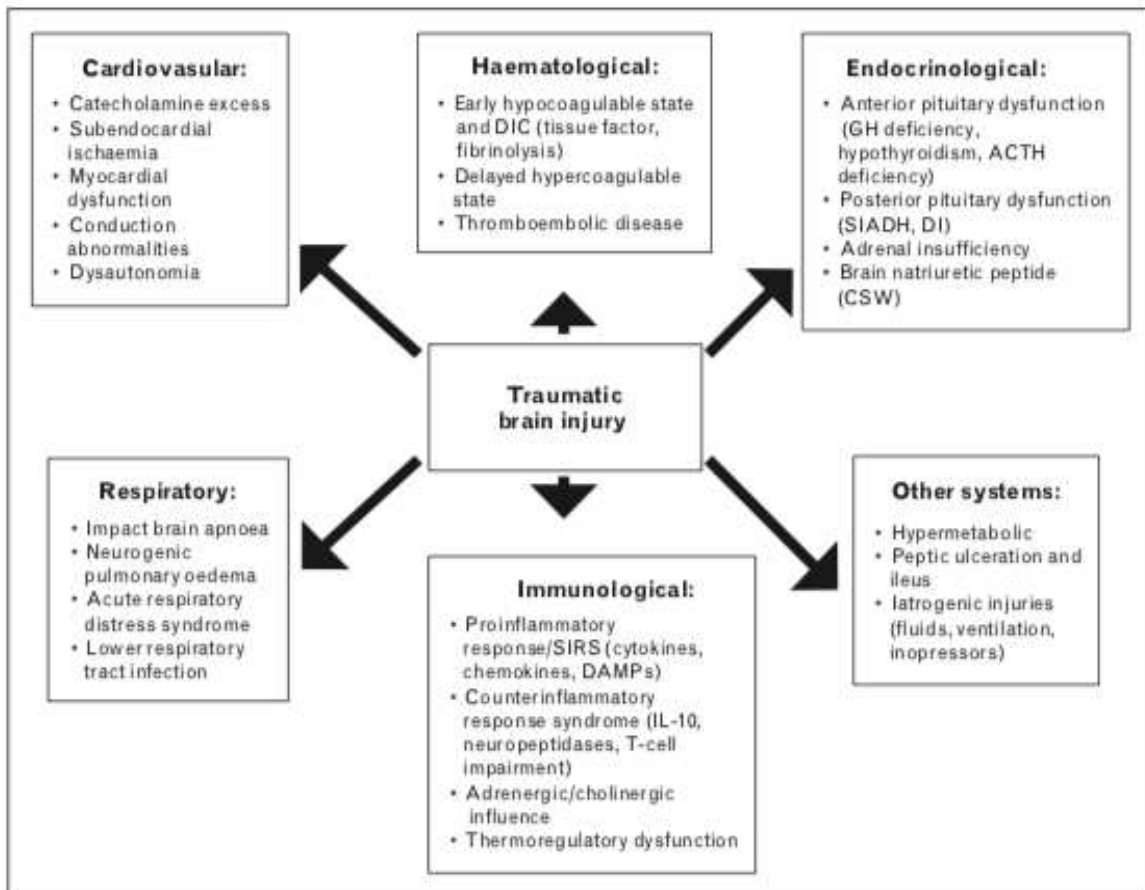 Cardiovasular:
• Catecholamine excess
• Subendocardial
ischaemia
• Myocardial
dysfunction
• Conduction
abnormalities
• Dysautonomia
Haematological:
• Early hypocoagulable state
and DIC (tissue factor,
fibrinolysis)
• Delayed hypercoagulable
state
• Thromboembolic disease
Endocrinological:
• Anterior pituitary dysfunction
(GH deficiency,
hypothyroidism, ACTH
deficiency)
• Posterior pituitary dysfunction
(SIADH, DI)
• Adrenal insufficiency
• Brain natriuretic peptide
(CSW)
Traumatic
brain injury
Respiratory:
• Impact brain apnoea
• Neurogenic
pulmonary oedema
• Acute respiratory
distress syndrome
• Lower respiratory
tract infection
Immunological:
• Proinflammatory
response/SIRS (cytokines,
chemokines, DAMPs)
• Counterinflammatory
response syndrome (IL-10,
neuropeptidases, T-cell
impairment)
• Adrenergic/cholinergic
influence
• Thermoregulatory dysfunction
Other systems:
• Hypermetabolic
• Peptic ulceration and
ileus
• Iatrogenic injuries
(fluids, ventilation,
inopressors)